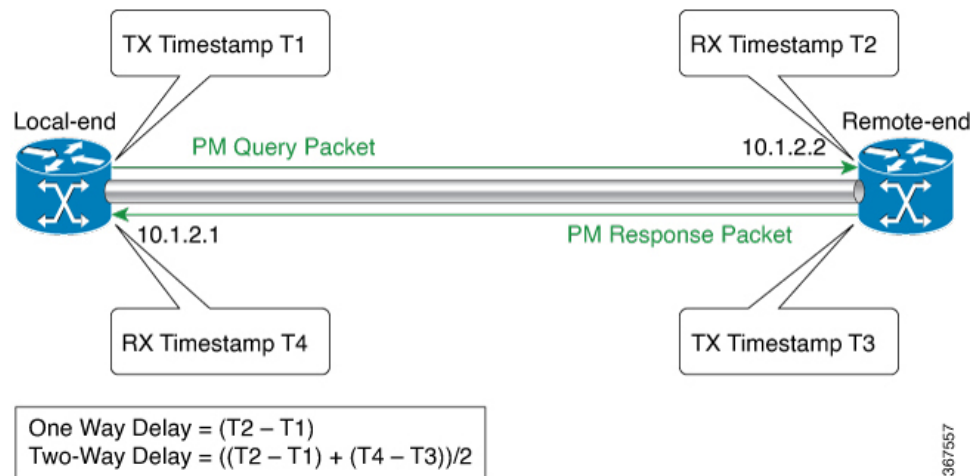 TX Timestamp T1
RX Timestamp T2
Local-end
Remote-end
PM Query Packet
10.1.2.2
10.1.2.1
PM Response Packet
RX Timestamp T4
TX Timestamp T3
One Way Delay = (T2 – T1)
Two-Way Delay = ((T2 – T1) + (T4 – T3))/2
367557